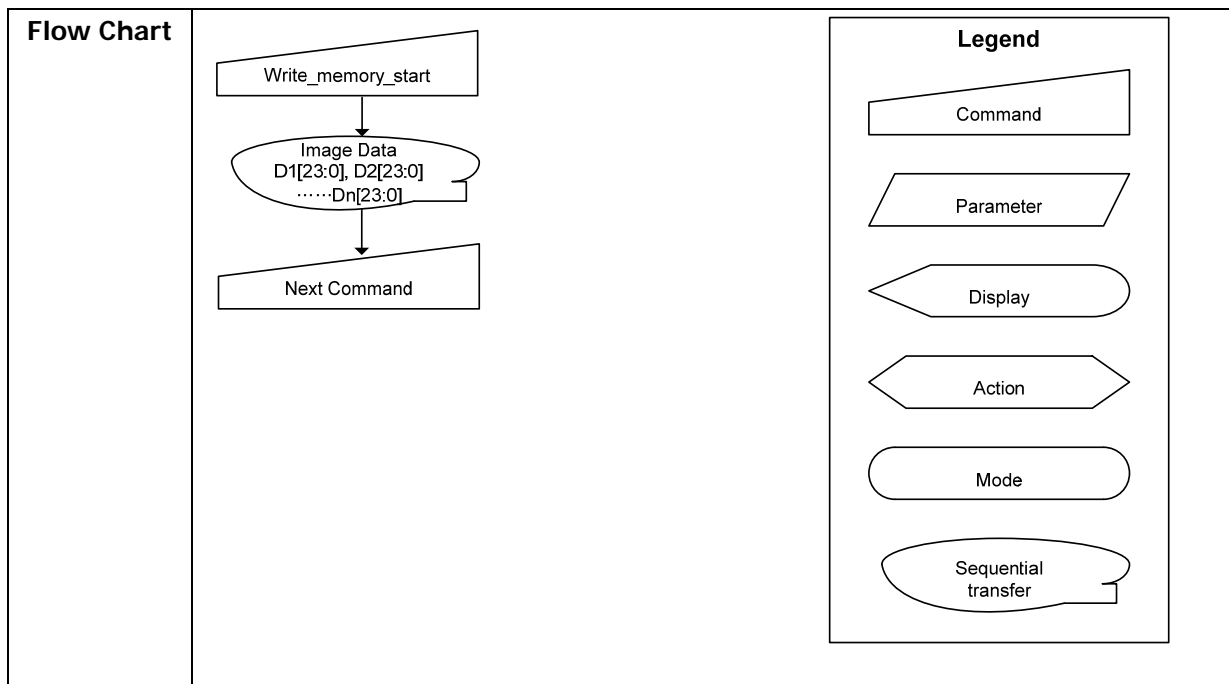 Flow Chart
Write_memory_start
Image Data
D1[23:0], D2[23:0]
······Dn[23:0]
Next Command
Legend
Command
Parameter
Display
Action
Mode
Sequential
transfer